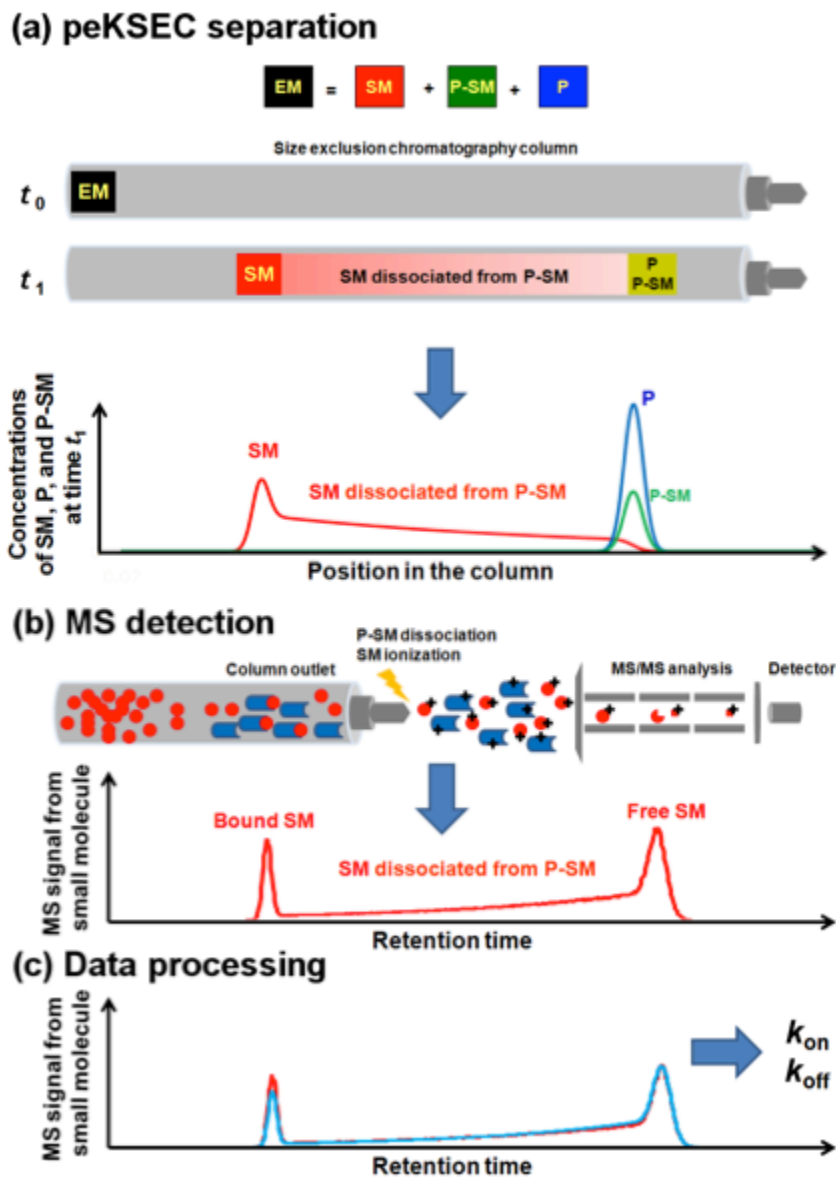 (a) peKSEC separation
EM = SM + P-SM + P
Size exclusion chromatography column
t0 EM
t1 SM SM dissociated from P-SM P
P-SM
Concentrations
of SM, P, and P-SM
at time t1
P
SM
SM dissociated from P-SM
P-SM
Position in the column
(b) MS detection
P-SM dissociation
SM ionization
Column outlet
MS/MS analysis
Detector
MS signal from
small molecule
Bound SM
Free SM
SM dissociated from P-SM
Retention time
(c) Data processing
MS signal from
small molecule
kon
koff
Retention time